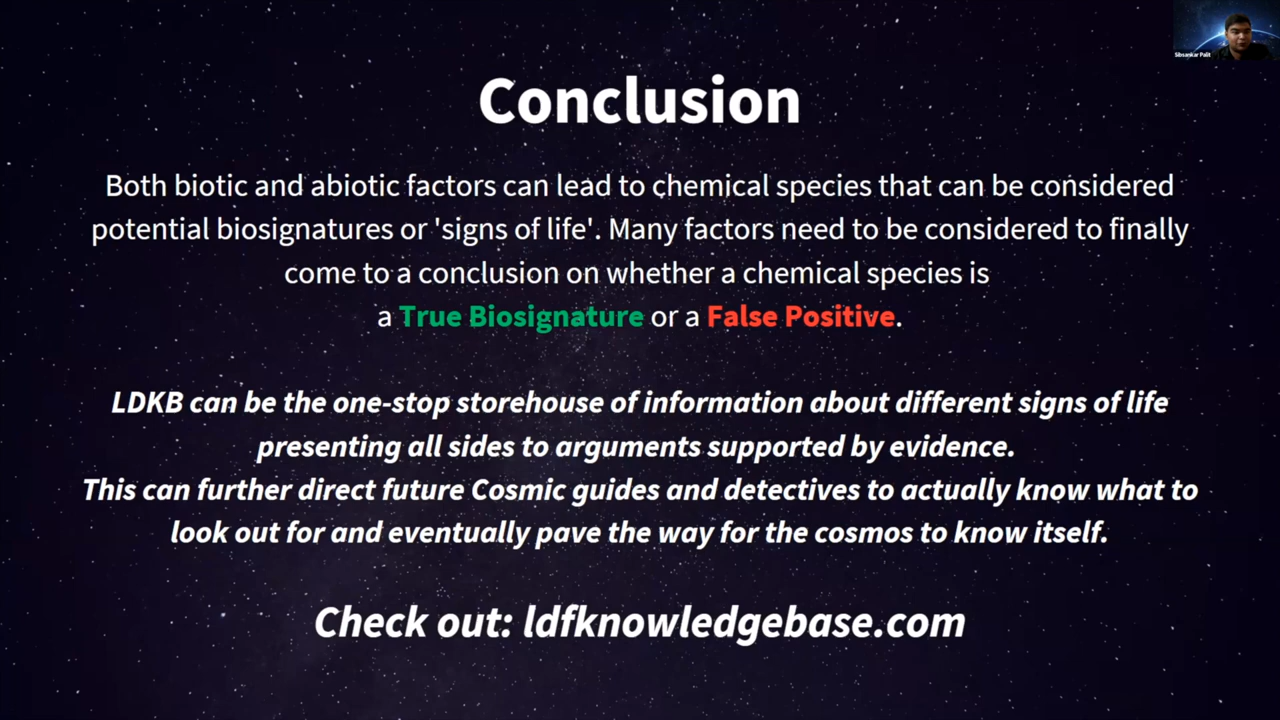 Sibsankar Palit
Conclusion
Both biotic and abiotic factors can lead to chemical species that can be considered
potential biosignatures or 'signs of life'. Many factors need to be considered to finally
come to a conclusion on whether a chemical species is
a True Biosignature or a False Positive.
LDKB can be the one-stop storehouse of information about different signs of life
presenting all sides to arguments supported by evidence.
This can further direct future Cosmic guides and detectives to actually know what to
look out for and eventually pave the way for the cosmos to know itself.
Check out: ldfknowledgebase.com